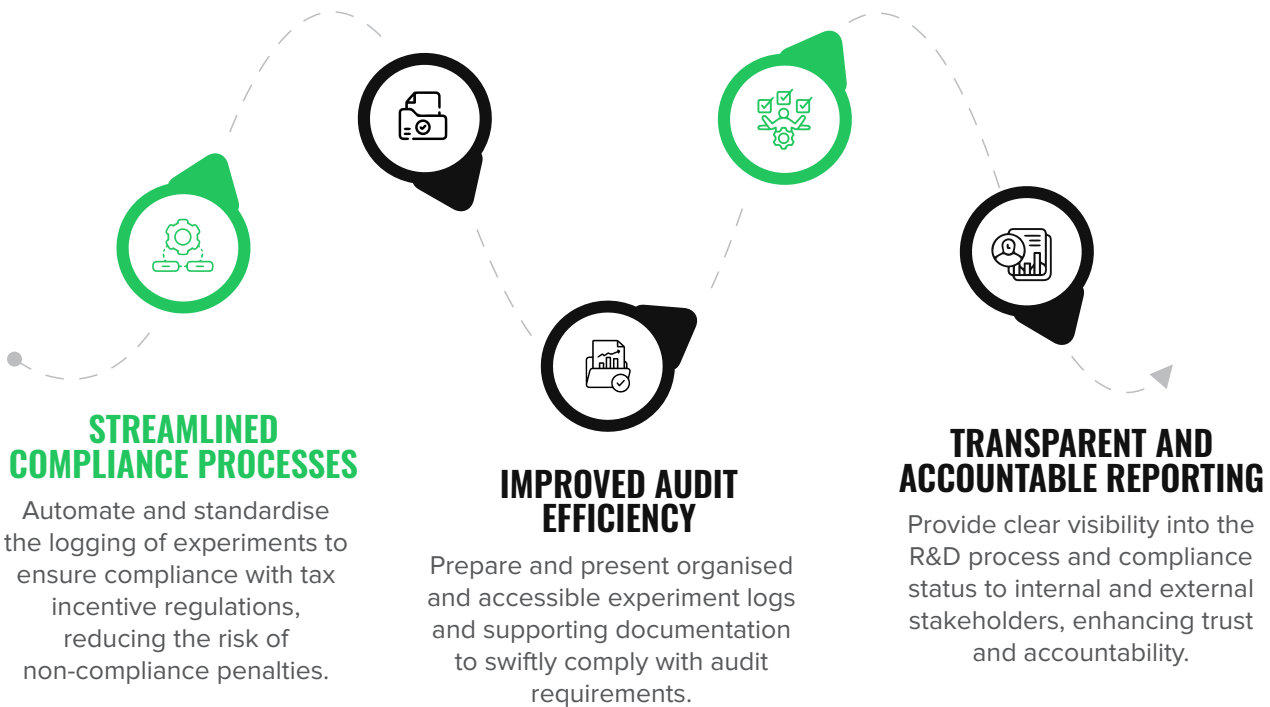 STREAMLINED
COMPLIANCE PROCESSES
Automate and standardise
the logging of experiments to
ensure compliance with tax
incentive regulations,
reducing the risk of
non-compliance penalties.
IMPROVED AUDIT
EFFICIENCY
Prepare and present organised
and accessible experiment logs
and supporting documentation
to swiftly comply with audit
requirements.
TRANSPARENT AND
ACCOUNTABLE REPORTING
Provide clear visibility into the
R&D process and compliance
status to internal and external
stakeholders, enhancing trust
and accountability.